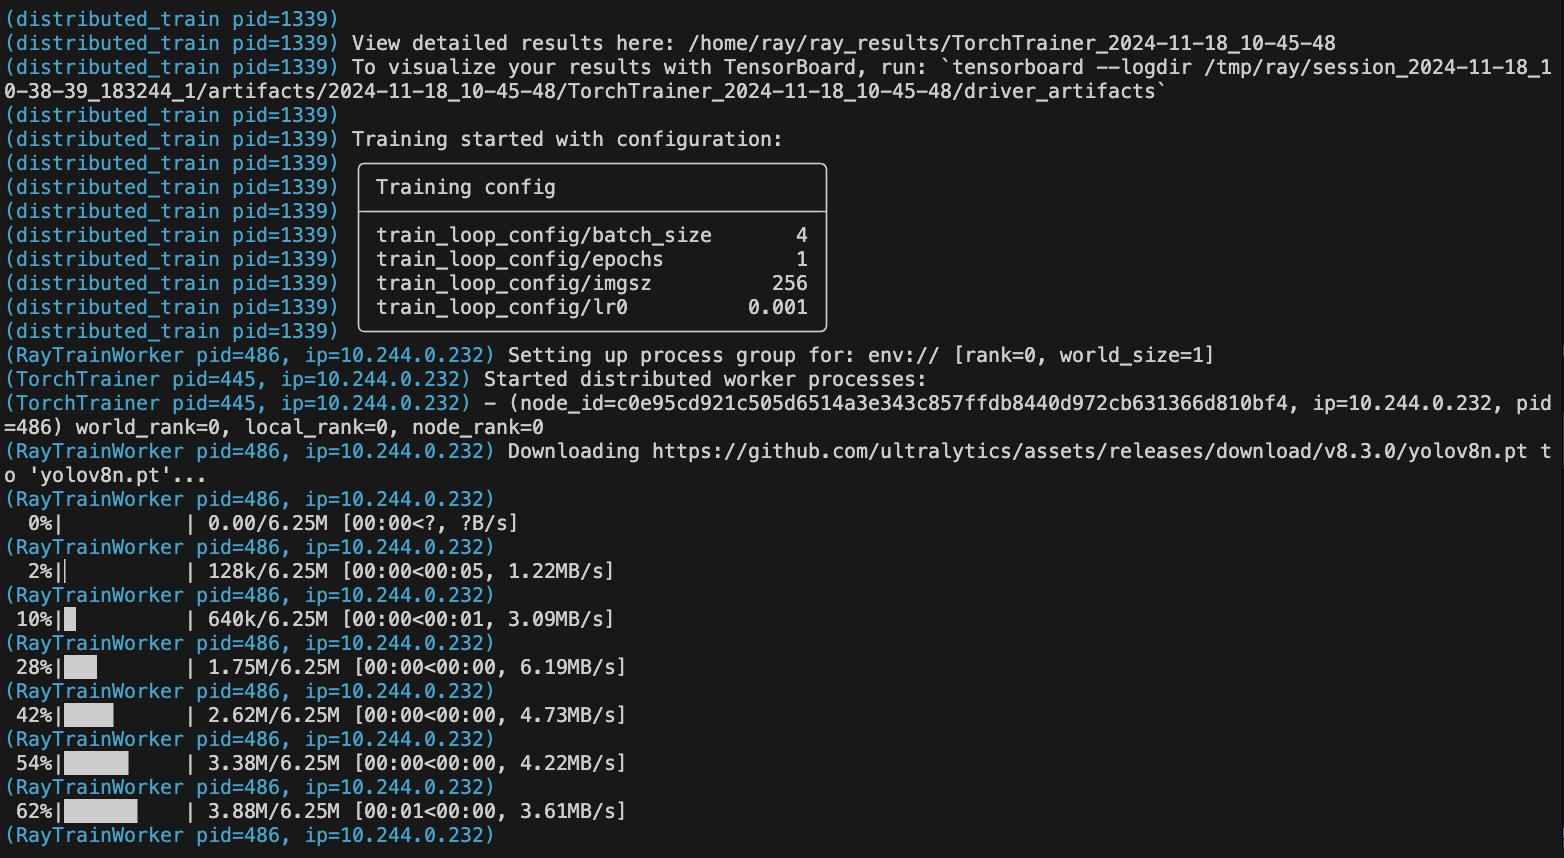 (distributed_train pid=1339)
(distributed_train pid=1339) View detailed results here: /home/ray/ray_results/TorchTrainer_2024-11-18_10-45-48
(distributed_train pid=1339) To visualize your results with TensorBoard, run: `tensorboard --logdir /tmp/ray/session_2024-11-18_1
0-38-39_183244_1/artifacts/2024-11-18_10-45-48/TorchTrainer_2024-11-18_10-45-48/driver_artifacts`
(distributed_train pid=1339)
(distributed_train pid=1339) Training started with configuration:
(distributed_train pid=1339)
(distributed_train pid=1339) Training config
(distributed_train pid=1339)
(distributed_train pid=1339) train_loop_config/batch_size 4
(distributed_train pid=1339) train_loop_config/epochs 1
(distributed_train pid=1339) train_loop_config/imgsz 256
(distributed_train pid=1339) train_loop_config/lr0 0.001
(distributed_train pid=1339)
(RayTrainWorker pid=486, ip=10.244.0.232) Setting up process group for: env:// [rank=0, world_size=1]
(TorchTrainer pid=445, ip=10.244.0.232) Started distributed worker processes:
(TorchTrainer pid=445, ip=10.244.0.232) - (node_id=c0e95cd921c505d6514a3e343c857ffdb8440d972cb631366d810bf4, ip=10.244.0.232, pid
=486) world_rank=0, local_rank=0, node_rank=0
(RayTrainWorker pid=486, ip=10.244.0.232) Downloading https://github.com/ultralytics/assets/releases/download/v8.3.0/yolov8n.pt t
o 'yolov8n.pt'...
(RayTrainWorker pid=486, ip=10.244.0.232)
0%| | 0.00/6.25M [00:00<?, ?B/s]
(RayTrainWorker pid=486, ip=10.244.0.232)
2%| | 128k/6.25M [00:00<00:05, 1.22MB/s]
(RayTrainWorker pid=486, ip=10.244.0.232)
10%|█ | 640k/6.25M [00:00<00:01, 3.09MB/s]
(RayTrainWorker pid=486, ip=10.244.0.232)
28%|██▊ | 1.75M/6.25M [00:00<00:00, 6.19MB/s]
(RayTrainWorker pid=486, ip=10.244.0.232)
42%|████▏ | 2.62M/6.25M [00:00<00:00, 4.73MB/s]
(RayTrainWorker pid=486, ip=10.244.0.232)
54%|█████▍ | 3.38M/6.25M [00:00<00:00, 4.22MB/s]
(RayTrainWorker pid=486, ip=10.244.0.232)
62%|██████▏ | 3.88M/6.25M [00:01<00:00, 3.61MB/s]
(RayTrainWorker pid=486, ip=10.244.0.232)